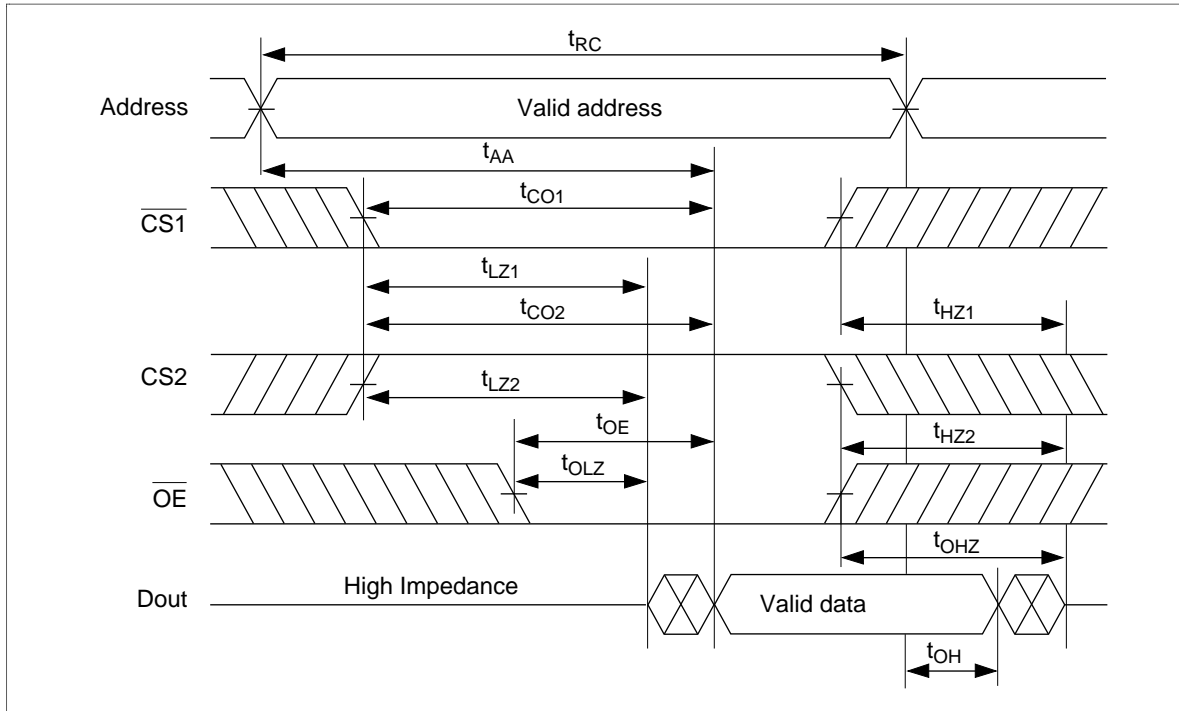 tRC
Address
Valid address
tAA
CS1
tCO1
tLZ1
tCO2
tHZ1
CS2
tLZ2
tOE
tHZ2
OE
tOLZ
tOHZ
Dout
High Impedance
Valid data
tOH